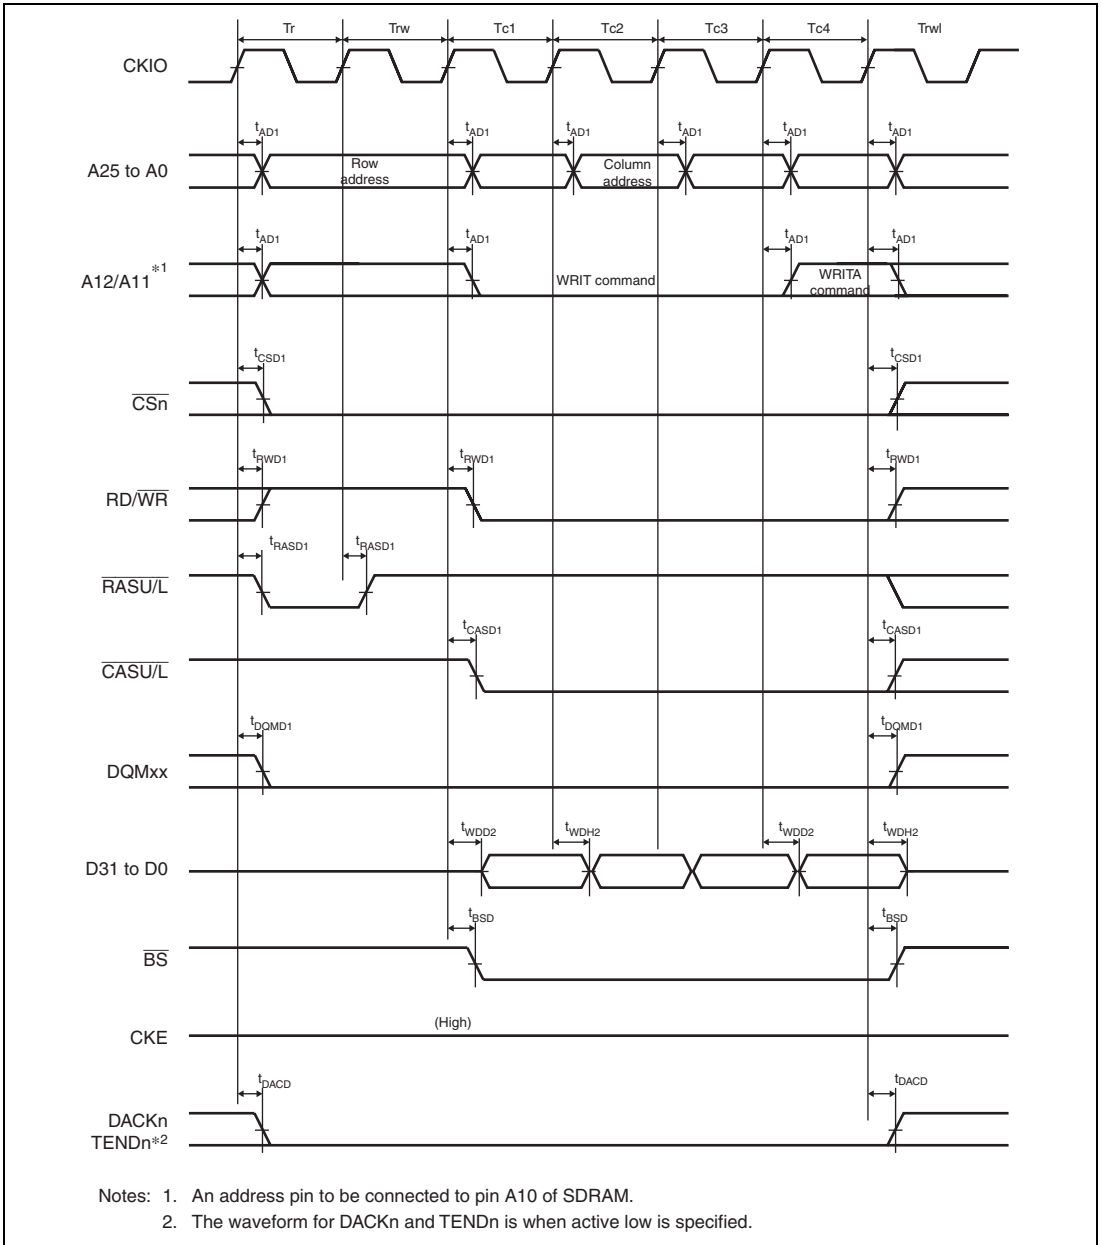 Tr Trw Tc1 Tc2 Tc3 Tc4 Trwl
CKIO
tAD1 tAD1 tAD1 tAD1 tAD1 tAD1
A25 to A0
Row
address
Column
address
tAD1 tAD1 tAD1 tAD1
A12/A11*1
WRIT command
WRITA
command
tCSD1 tCSD1
CSn
tRWD1 tRWD1 tRWD1
RD/WR
tRASD1 tRASD1
RASU/L
tCASD1 tCASD1
CASU/L
tDQMD1 tDQMD1
DQMxx
tWDD2 tWDH2 tWDD2 tWDH2
D31 to D0
tBSD tBSD
BS
(High)
CKE
tDACD tDACD
DACKn
TENDn*2
Notes: 1. An address pin to be connected to pin A10 of SDRAM.
2. The waveform for DACKn and TENDn is when active low is specified.